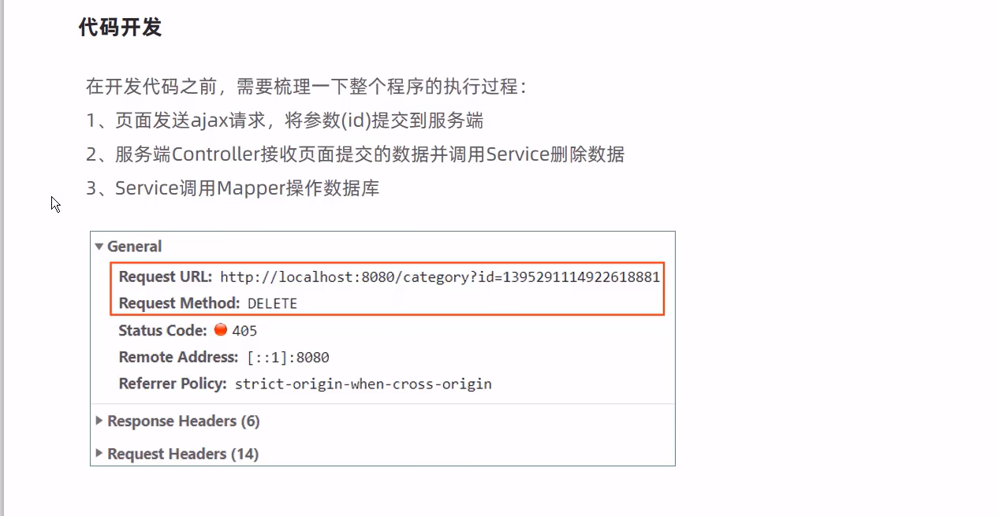 代码开发
在开发代码之前，需要梳理一下整个程序的执行过程：
1、页面发送ajax请求，将参数(id)提交到服务端
2、服务端Controller接收页面提交的数据并调用Service删除数据
3、Service调用Mapper操作数据库
General
Request URL: http://localhost:8080/category?id=1395291114922618881
Request Method: DELETE
Status Code: 405
Remote Address: [::1]:8080
Referrer Policy: strict-origin-when-cross-origin
Response Headers (6)
Request Headers (14)